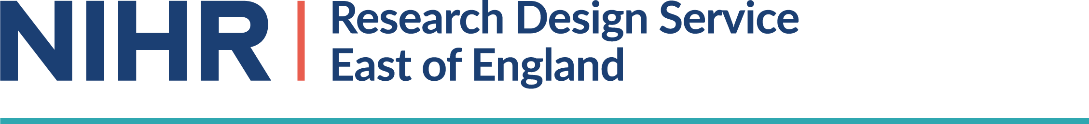 NIHR
Research Design Service
East of England